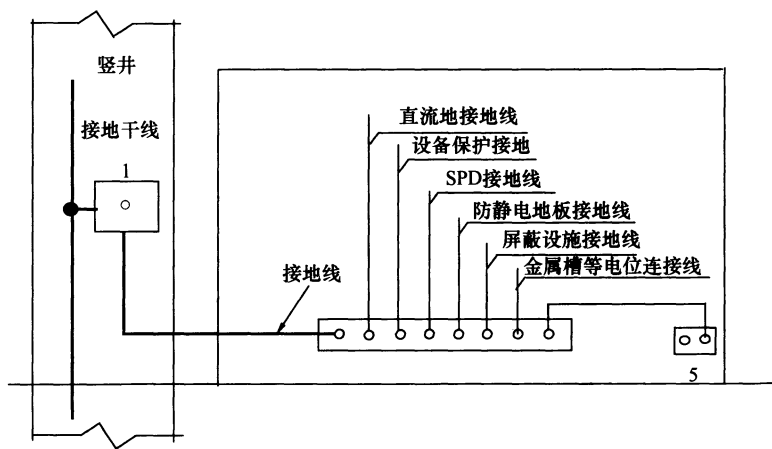 竖井
接地干线
1
直流地接地线
设备保护接地
SPD接地线
防静电地板接地线
屏蔽设施接地线
金属槽等电位连接线
接地线
5